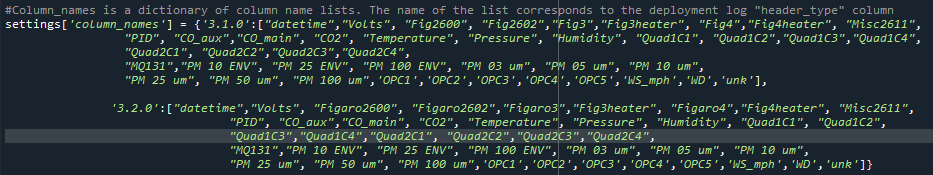 #Column_names is a dictionary of column name lists. The name of the list corresponds to the deployment log "header_type" column
settings['column_names'] = {'3.1.0':["datetime","Volts", "Fig2600", "Fig2602","Fig3","Fig3heater", "Fig4","Fig4heater", "Misc2611",
"PID", "CO_aux","CO_main", "CO2", "Temperature", "Pressure", "Humidity", "Quad1C1", "Quad1C2","Quad1C3","Quad1C4",
"Quad2C1", "Quad2C2","Quad2C3","Quad2C4",
"MQ131","PM 10 ENV", "PM 25 ENV", "PM 100 ENV", "PM 03 um", "PM 05 um", "PM 10 um",
"PM 25 um", "PM 50 um", "PM 100 um",'OPC1','OPC2','OPC3','OPC4','OPC5','WS_mph','WD','unk'],
'3.2.0':["datetime","Volts", "Figaro2600", "Figaro2602","Figaro3","Fig3heater", "Figaro4","Fig4heater", "Misc2611",
"PID", "CO_aux","CO_main", "CO2", "Temperature", "Pressure", "Humidity", "Quad1C1", "Quad1C2",
"Quad1C3","Quad1C4","Quad2C1", "Quad2C2","Quad2C3","Quad2C4",
"MQ131","PM 10 ENV", "PM 25 ENV", "PM 100 ENV", "PM 03 um", "PM 05 um", "PM 10 um",
"PM 25 um", "PM 50 um", "PM 100 um",'OPC1','OPC2','OPC3','OPC4','OPC5','WS_mph','WD','unk']}